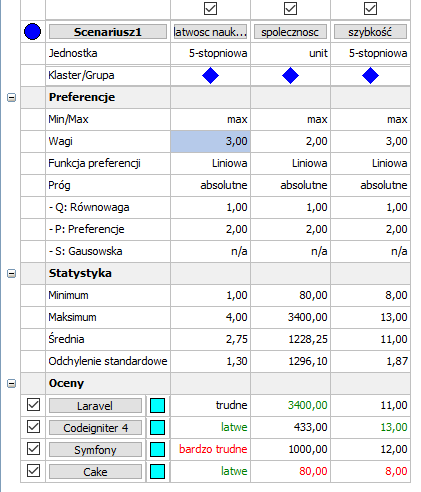 Scenariusz1 latwosc nauk... społecznosc szybkość
Jednostka 5-stopniowa unit 5-stopniowa
Klaster/Grupa
Preferencje
Min/Max max max max
Wagi 3,00 2,00 3,00
Funkcja preferencji Liniowa Liniowa Liniowa
Próg absolutne absolutne absolutne
- Q: Równowaga 1,00 1,00 1,00
- P: Preferencje 2,00 2,00 2,00
- S: Gausowska n/a n/a n/a
Statystyka
Minimum 1,00 80,00 8,00
Maksimum 4,00 3400,00 13,00
Średnia 2,75 1228,25 11,00
Odchylenie standardowe 1,30 1296,10 1,87
Oceny
Laravel trudne 3400,00 11,00
Codeigniter 4 latwe 433,00 13,00
Symfony bardzo trudne 1000,00 12,00
Cake latwe 80,00 8,00